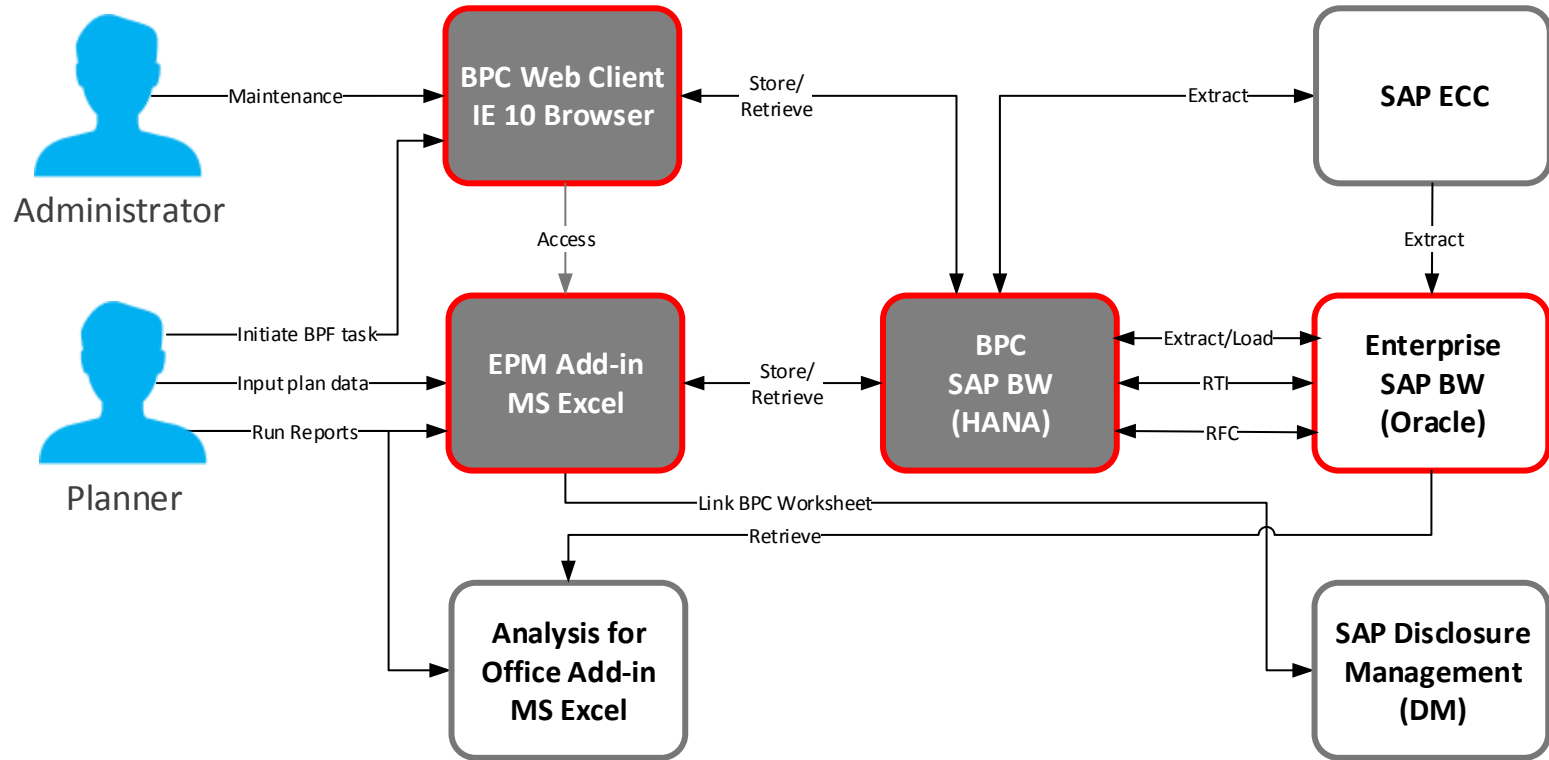 BPC Web Client
IE 10 Browser
Maintenance
Store/
Retrieve
Extract
SAP ECC
Administrator
Access
Extract
Initiate BPF task
Input plan data
Run Reports
EPM Add-in
MS Excel
Store/
Retrieve
BPC
SAP BW
(HANA)
Extract/Load
RTI
RFC
Enterprise
SAP BW
(Oracle)
Planner
Link BPC Worksheet
Retrieve
Analysis for
Office Add-in
MS Excel
SAP Disclosure
Management
(DM)